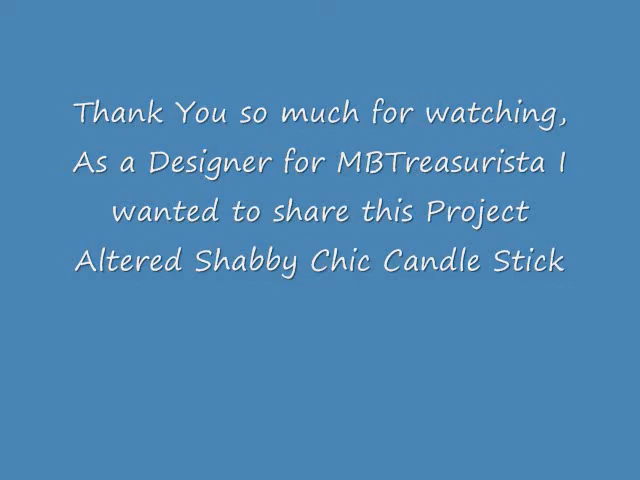 Thank You so much for watching,
As a Designer for MBTreasurista I
wanted to share this Project
Altered Shabby Chic Candle Stick